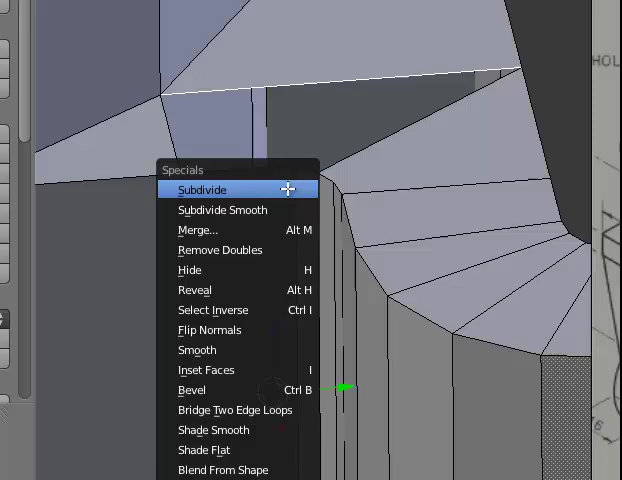 HOL
Specials
Subdivide
Subdivide Smooth
Merge... Alt M
Remove Doubles
Hide H
Reveal Alt H
Select Inverse Ctrl I
Flip Normals
Smooth
Inset Faces I
Bevel Ctrl B
Bridge Two Edge Loops
Shade Smooth
Shade Flat
Blend From Shape